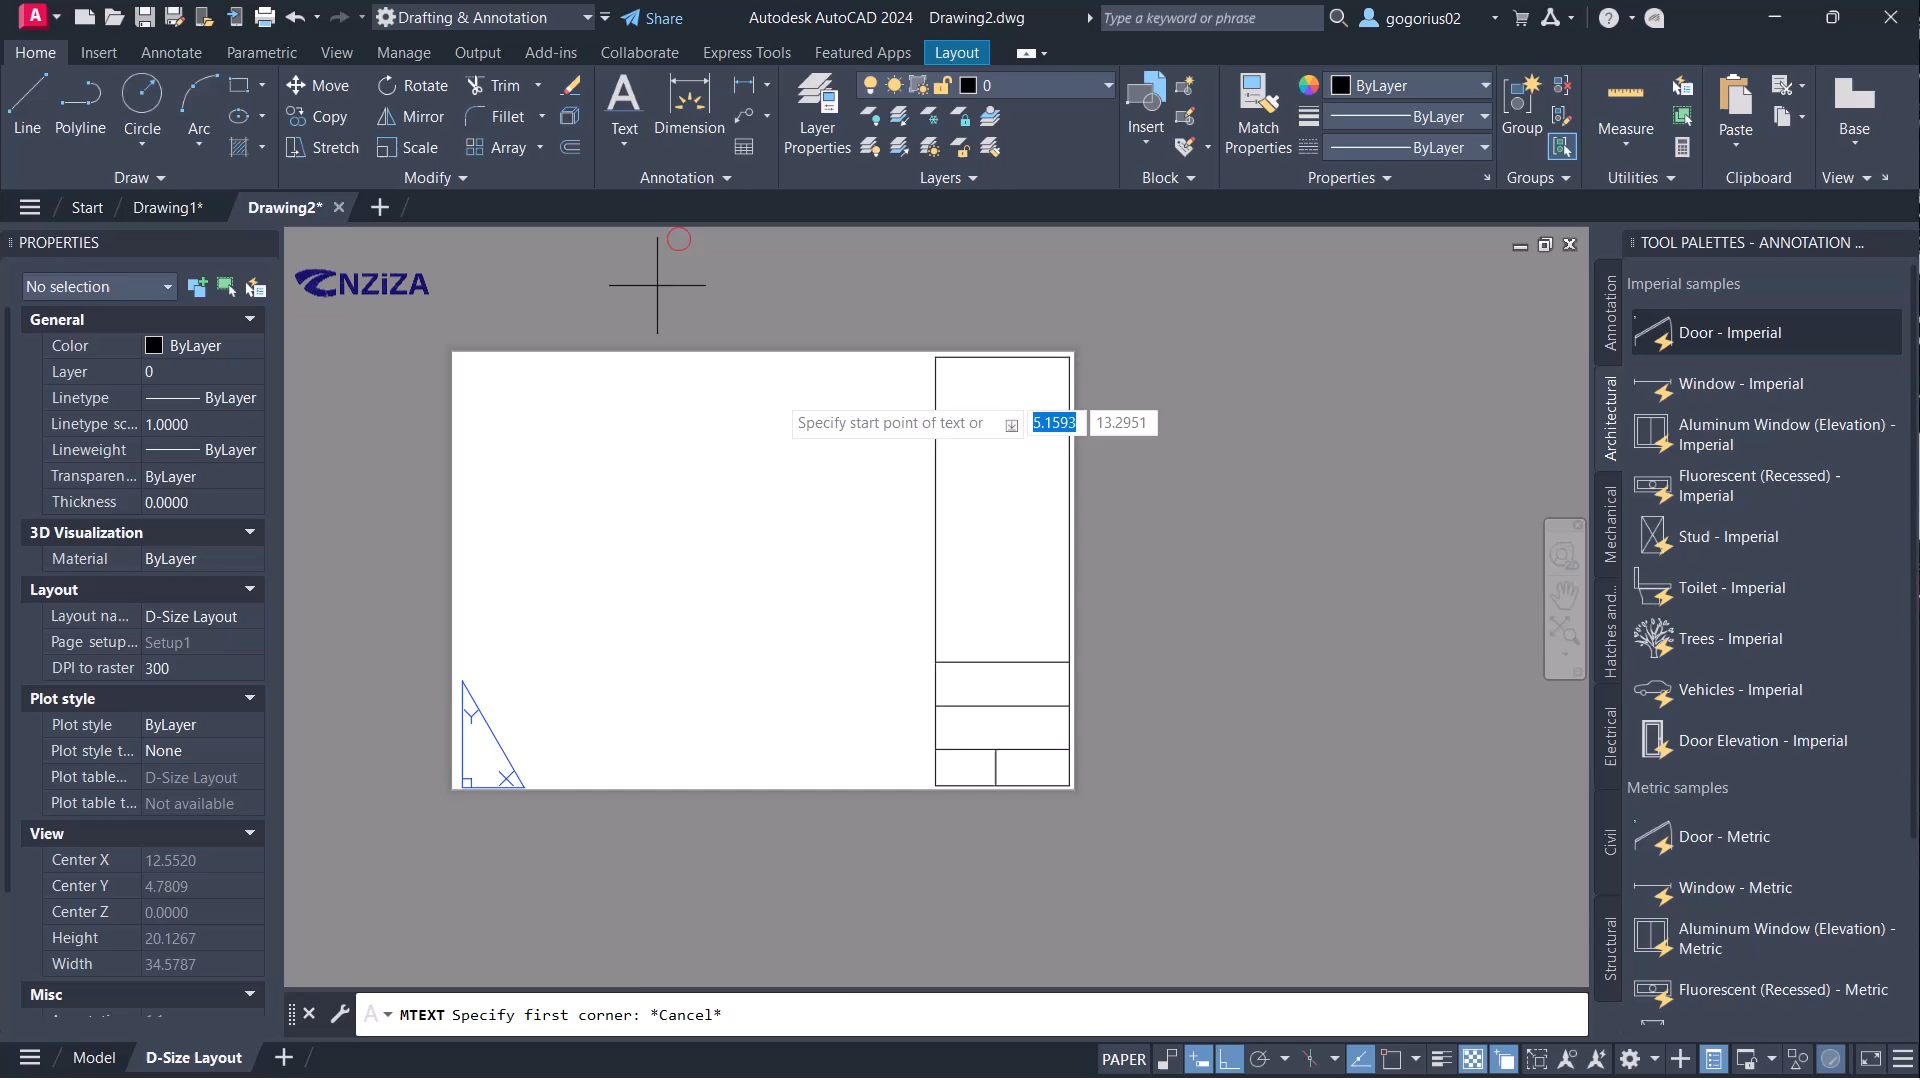 A
Drafting & Annotation
Share
Autodesk AutoCAD 2024 Drawing2.dwg
Type a keyword or phrase
gogorius02
Home Insert Annotate Parametric View Manage Output Add-ins Collaborate Express Tools Featured Apps Layout
Line
Polyline
Circle
Arc
Draw
Move
Rotate
Trim
Copy
Mirror
Fillet
Stretch
Scale
Array
Modify
A
Text
Dimension
Annotation
Layer
Properties
0
Layers
Insert
Block
Match
Properties
ByLayer
ByLayer
ByLayer
Properties
Group
Groups
Measure
Utilities
Paste
Clipboard
Base
View
Start Drawing1* Drawing2*
PROPERTIES
No selection
General
Color ByLayer
Layer 0
Linetype ByLayer
Linetype sc... 1.0000
Lineweight ByLayer
Transparen... ByLayer
Thickness 0.0000
3D Visualization
Material ByLayer
Layout
Layout na... D-Size Layout
Page setup... Setup1
DPI to raster 300
Plot style
Plot style ByLayer
Plot style t... None
Plot table... D-Size Layout
Plot table t... Not available
View
Center X 12.5520
Center Y 4.7809
Center Z 0.0000
Height 20.1267
Width 34.5787
Misc
NZiZA
Specify start point of text or 5.1593 13.2951
Y
X
MTEXT Specify first corner: *Cancel*
TOOL PALETTES - ANNOTATION ...
Annotation
Architectural
Mechanical
Hatches and...
Electrical
Civil
Structural
Imperial samples
Door - Imperial
Window - Imperial
Aluminum Window (Elevation) -
Imperial
Fluorescent (Recessed) -
Imperial
Stud - Imperial
Toilet - Imperial
Trees - Imperial
Vehicles - Imperial
Door Elevation - Imperial
Metric samples
Door - Metric
Window - Metric
Aluminum Window (Elevation) -
Metric
Fluorescent (Recessed) - Metric
Model D-Size Layout
PAPER